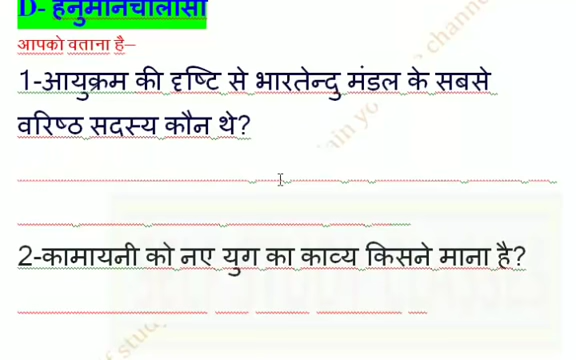 D- हनुमानचालीसा
आपको बताना है–
1-आयुक्रम की दृष्टि से भारतेन्दु मंडल के सबसे
वरिष्ठ सदस्य कौन थे?
2-कामायनी को नए युग का काव्य किसने माना है?